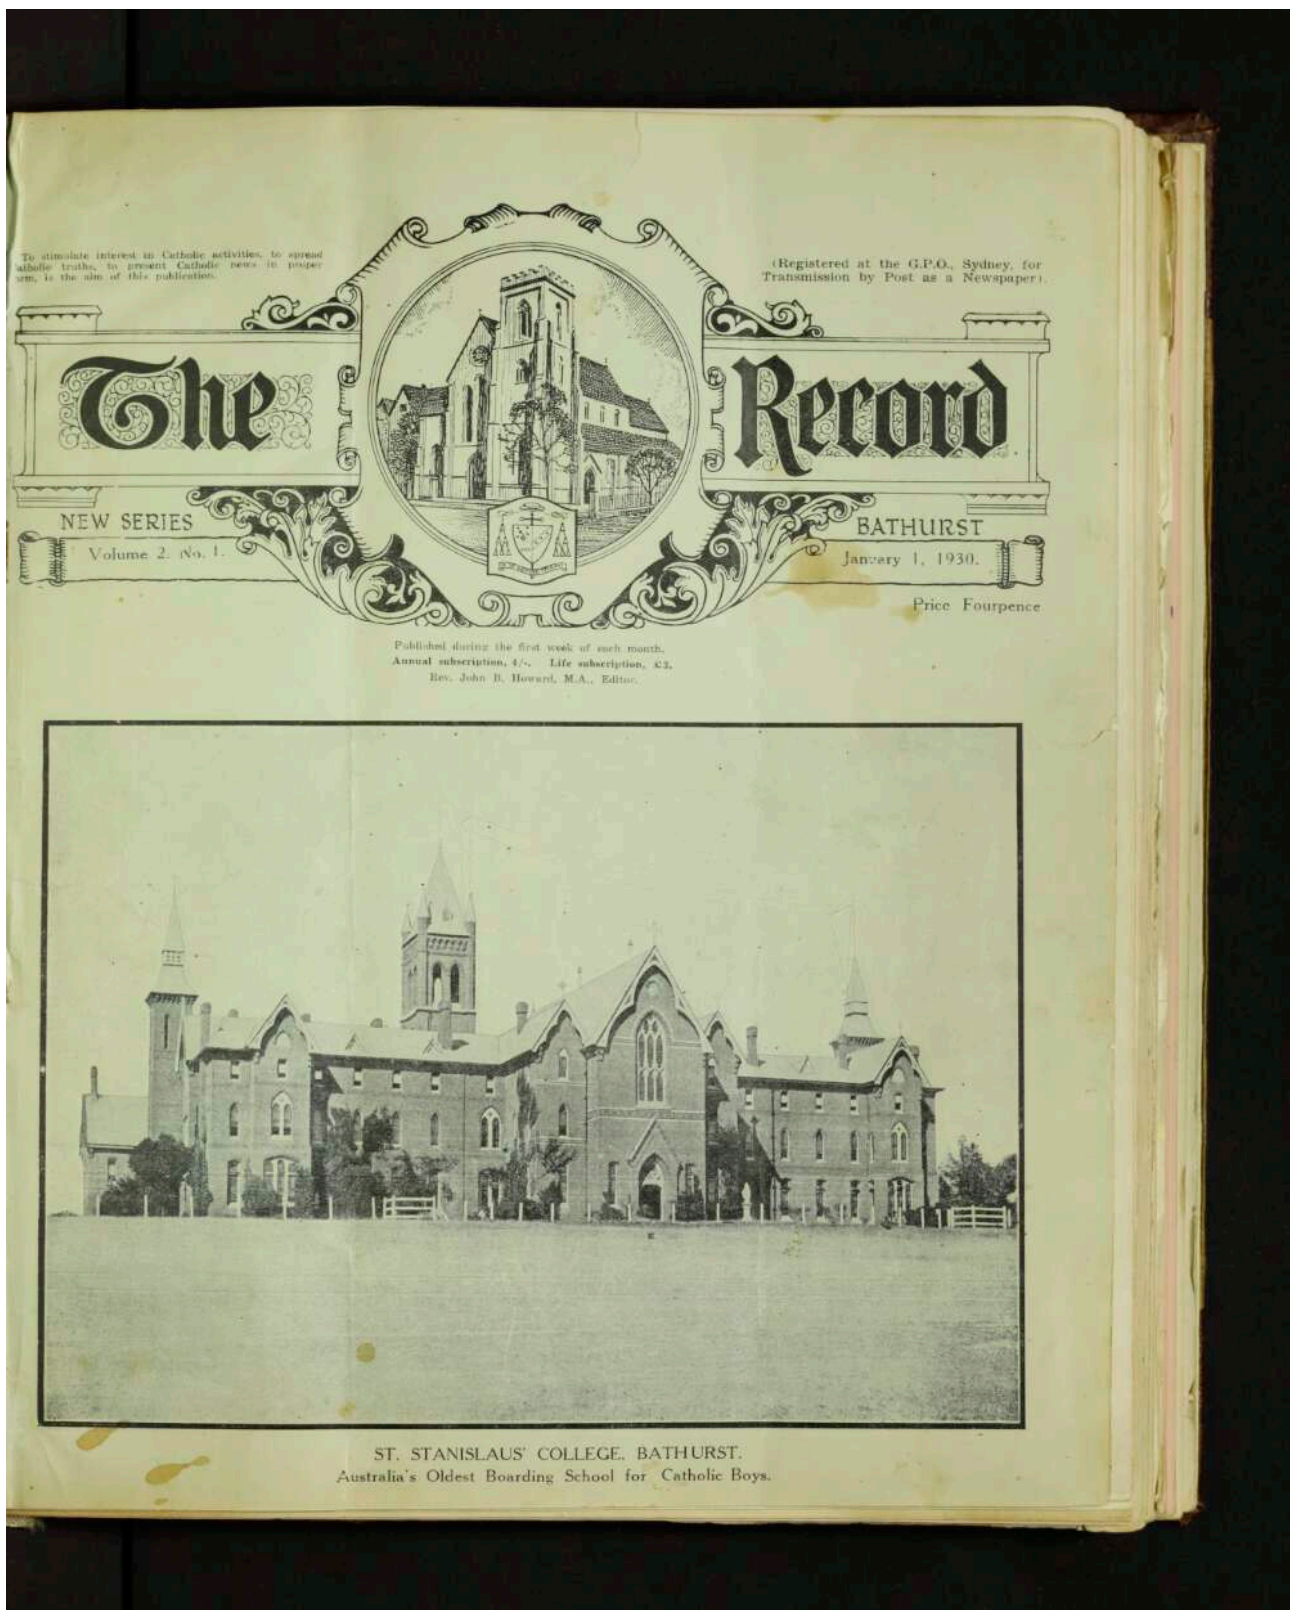 To stimulate interest in Catholic activities, to spread
atholic truths, to present Catholic news in proper
orm, is the aim of this publication.
(Registered at the G.P.O., Sydney, for
Transmission by Post as a Newspaper).
The Record
NEW SERIES
Volume 2. No. 1.
BATHURST
January 1, 1930.
Price Fourpence
Published during the first week of each month.
Annual subscription, 4/-. Life subscription, £3.
Rev. John B. Howard, M.A., Editor.
ST. STANISLAUS' COLLEGE, BATHURST.
Australia's Oldest Boarding School for Catholic Boys.